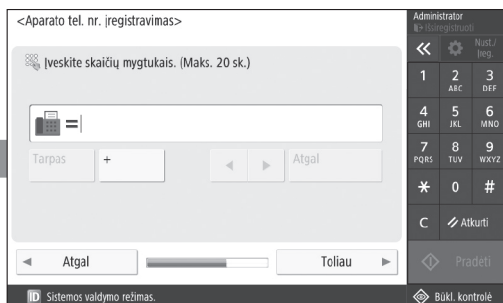 <Aparato tel. nr. įregistravimas>
Įveskite skaičių mygtukais. (Maks. 20 sk.)
=
Tarpas
+
Atgal
Atgal
Toliau
ID Sistemos valdymo režimas.
Administrator
Išsiregistruoti
Nust./
Įreg.
1
2
ABC
3
DEF
4
GHI
5
JKL
6
MNO
7
PQRS
8
TUV
9
WXYZ
*
0
#
C
Atkurti
Pradėti
Būkl. kontrolė